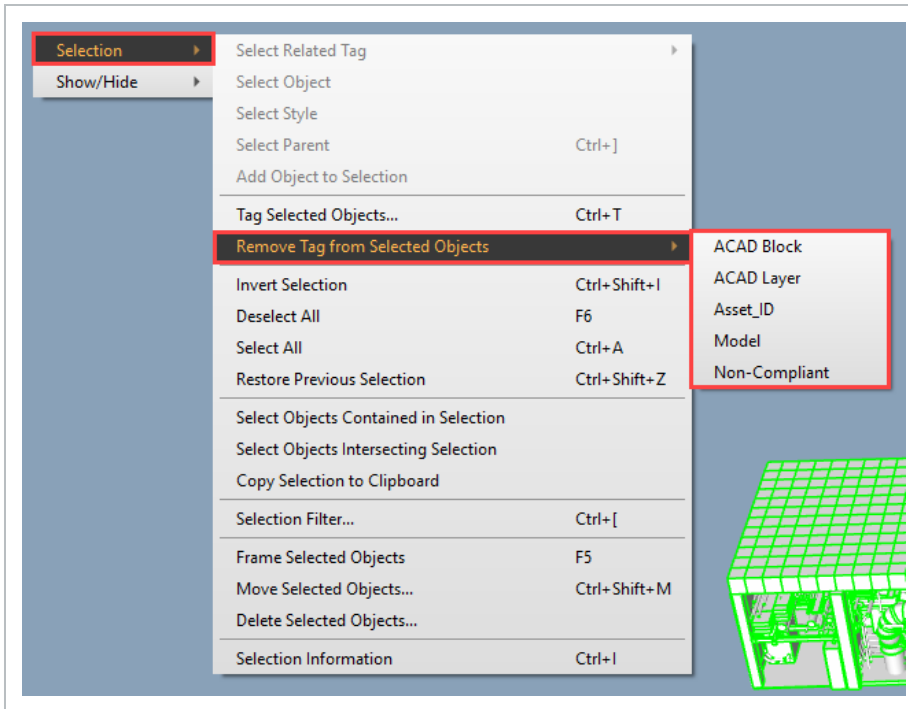 Selection
Show/Hide
Select Related Tag
Select Object
Select Style
Select Parent Ctrl+]
Add Object to Selection
Tag Selected Objects... Ctrl+T
Remove Tag from Selected Objects
Invert Selection Ctrl+Shift+I
Deselect All F6
Select All Ctrl+A
Restore Previous Selection Ctrl+Shift+Z
Select Objects Contained in Selection
Select Objects Intersecting Selection
Copy Selection to Clipboard
Selection Filter... Ctrl+[
Frame Selected Objects F5
Move Selected Objects... Ctrl+Shift+M
Delete Selected Objects...
Selection Information Ctrl+I
ACAD Block
ACAD Layer
Asset_ID
Model
Non-Compliant